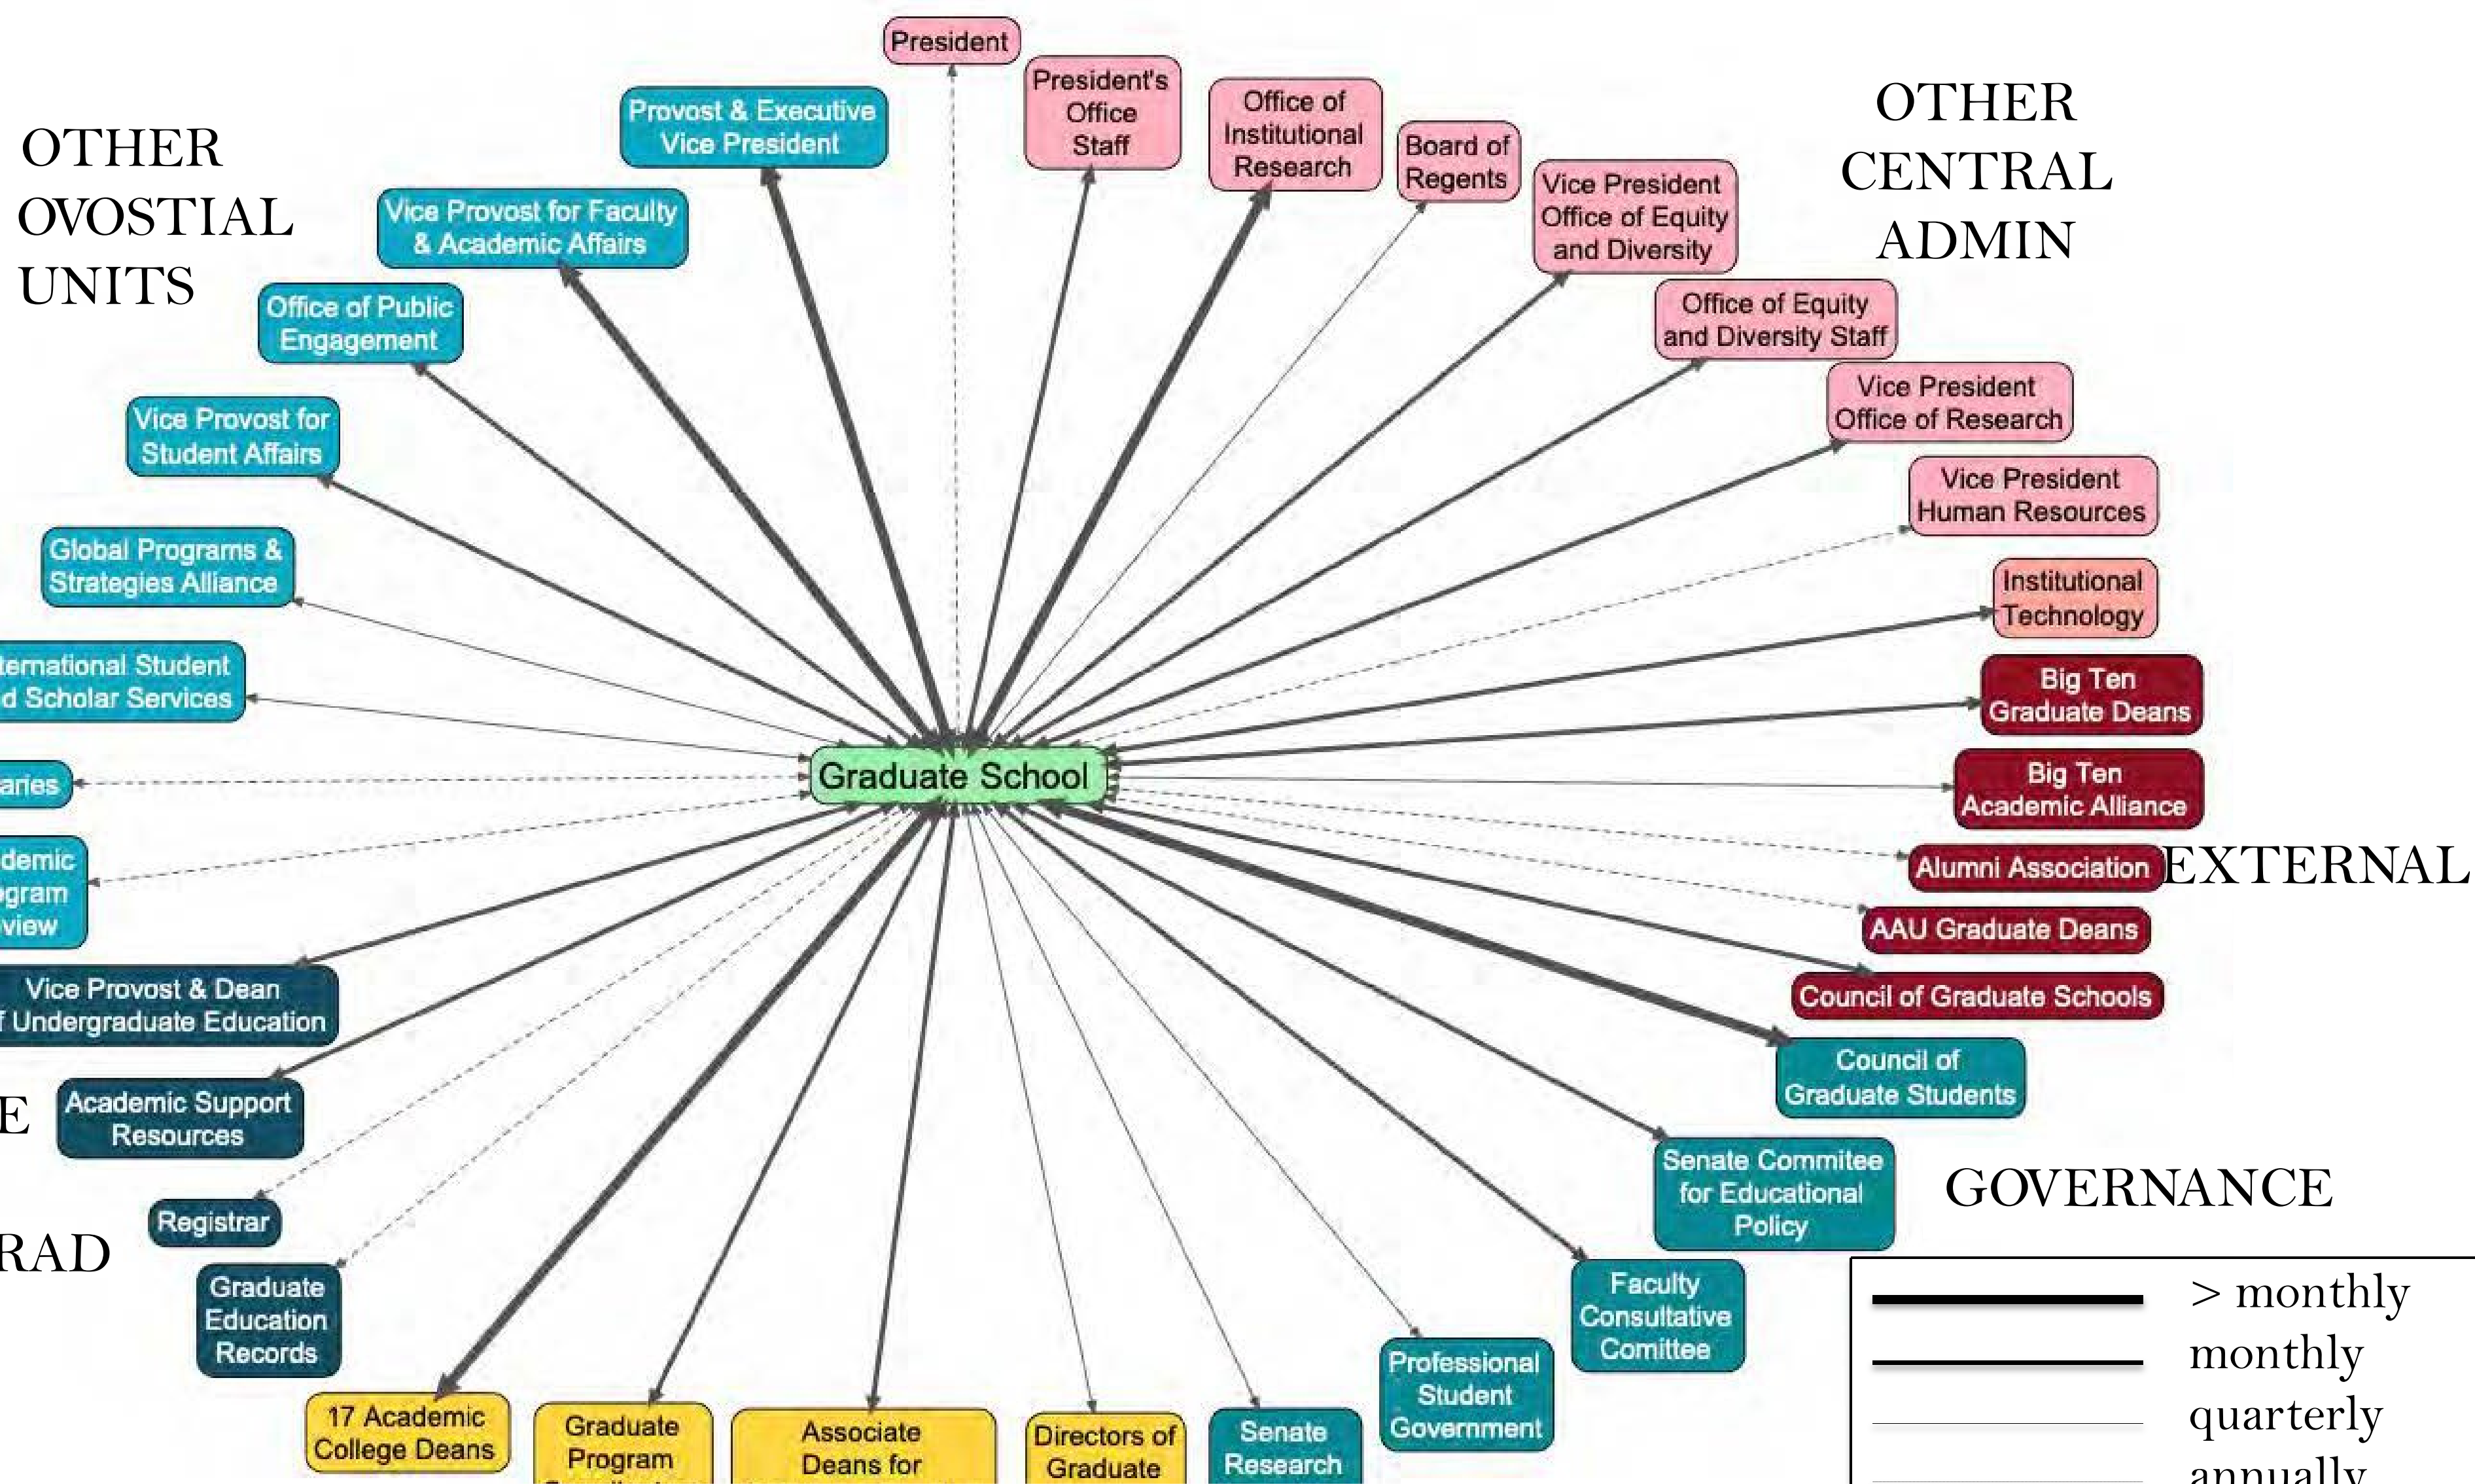 President
President's
Office
Staff
Office of
Institutional
Research
Board of
Regents
Vice President
Office of Equity
and Diversity
OTHER
CENTRAL
ADMIN
Provost & Executive
Vice President
OTHER
OVOSTIAL
UNITS
Vice Provost for Faculty
& Academic Affairs
Office of Public
Engagement
Office of Equity
and Diversity Staff
Vice Provost for
Student Affairs
Vice President
Office of Research
Vice President
Human Resources
Global Programs &
Strategies Alliance
Institutional
Technology
ternational Student
d Scholar Services
Big Ten
Graduate Deans
Graduate School
aries
Big Ten
Academic Alliance
demic
ogram
view
Alumni Association
EXTERNAL
AAU Graduate Deans
Vice Provost & Dean
f Undergraduate Education
Council of Graduate Schools
Council of
Graduate Students
E
Academic Support
Resources
Senate Commitee
for Educational
Policy
GOVERNANCE
Registrar
RAD
Graduate
Education
Records
Faculty
Consultative
Comittee
Professional
Student
Government
17 Academic
College Deans
Graduate
Program
Associate
Deans for
Directors of
Graduate
Senate
Research
> monthly
monthly
quarterly
annually